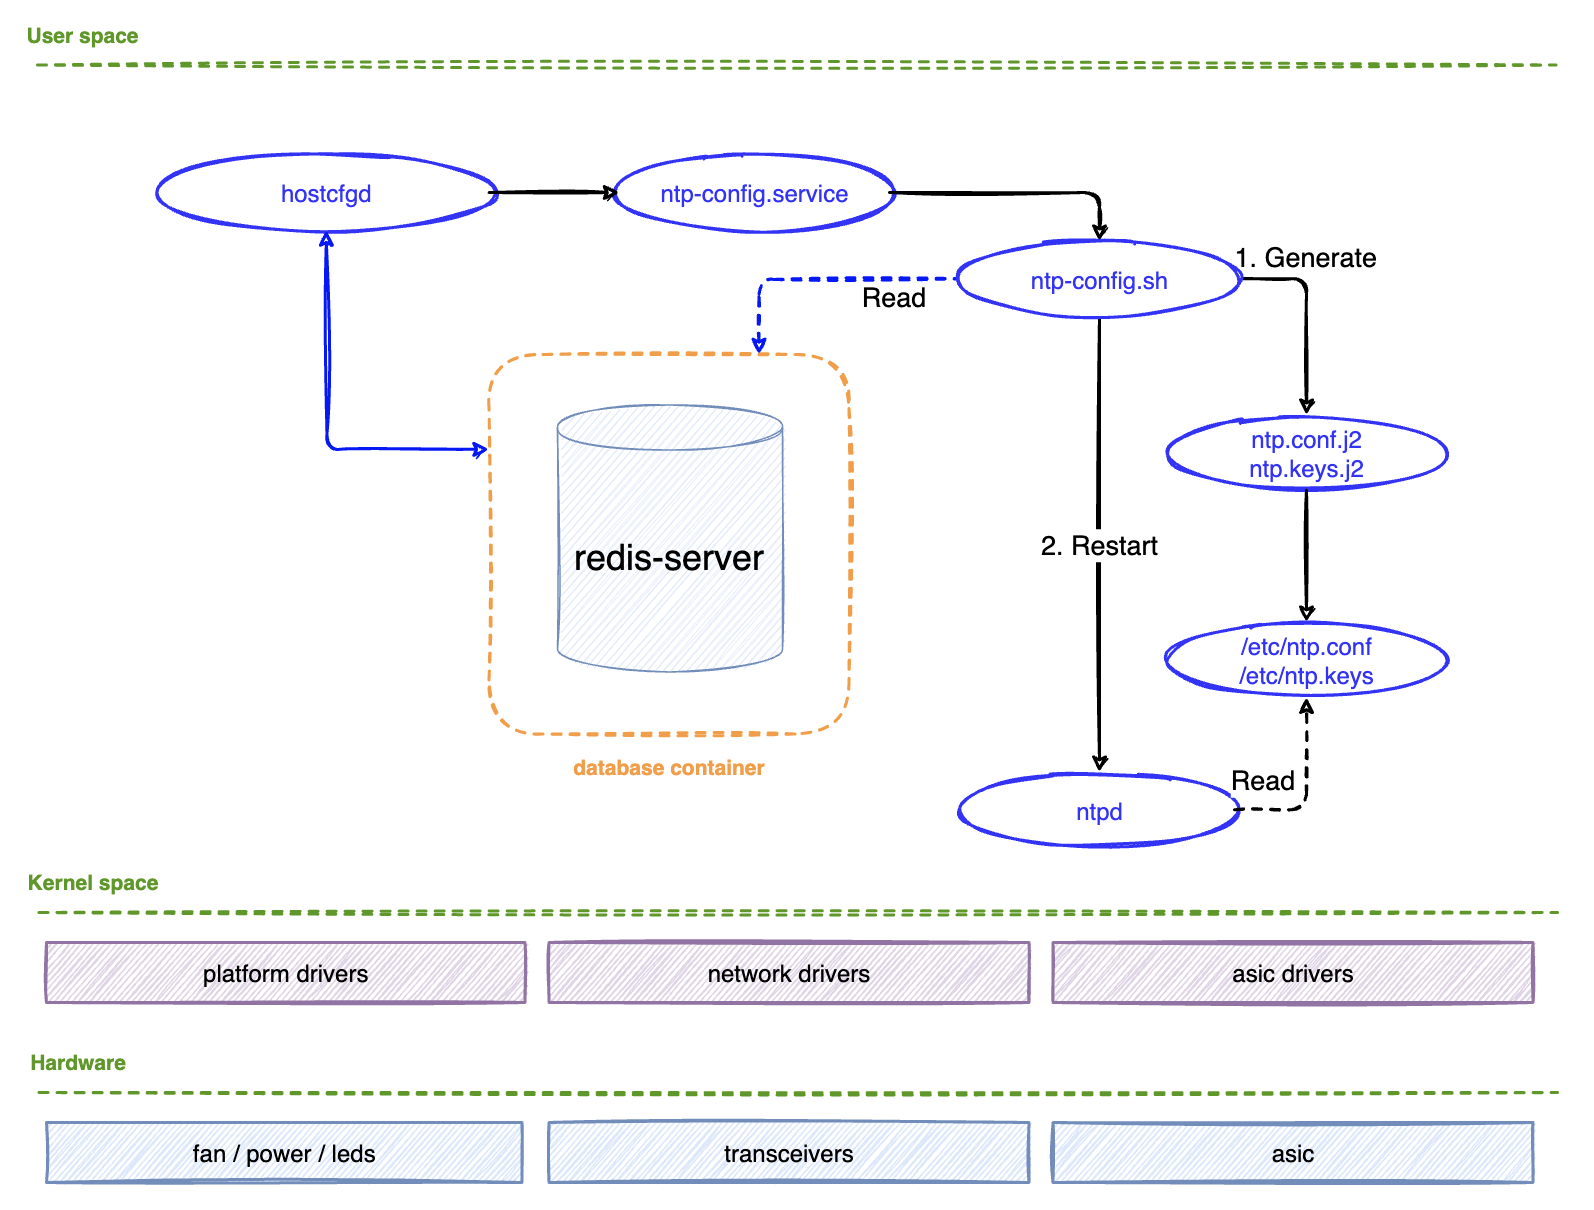 User space
hostcfgd
ntp-config.service
ntp-config.sh
1. Generate
Read
ntp.conf.j2
ntp.keys.j2
redis-server
2. Restart
/etc/ntp.conf
/etc/ntp.keys
database container
Read
ntpd
Kernel space
platform drivers
network drivers
asic drivers
Hardware
fan / power / leds
transceivers
asic